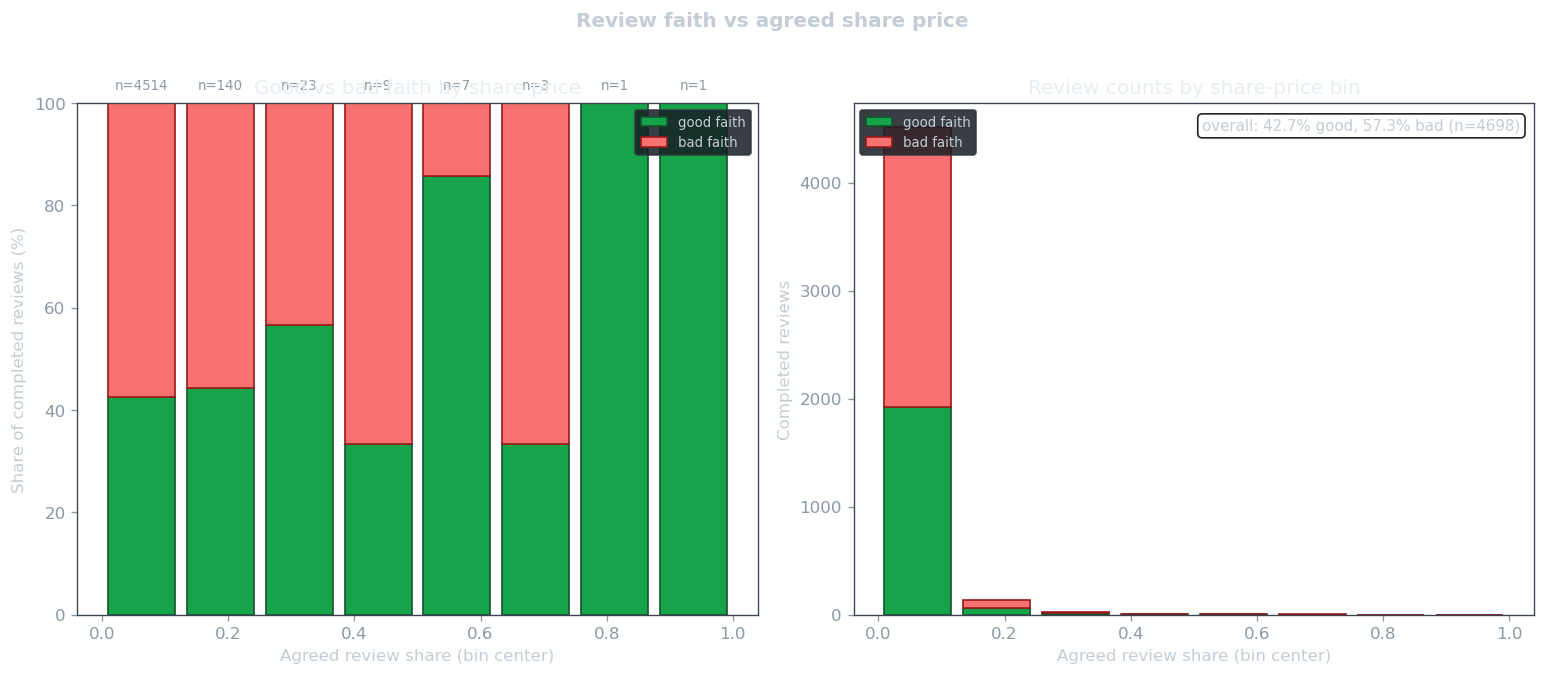 Review faith vs agreed share price
Good vs bad faith by share price
n=4514 n=140 n=23 n=9 n=7 n=3 n=1 n=1
good faith
bad faith
100
80
60
40
20
0
Share of completed reviews (%)
0.0 0.2 0.4 0.6 0.8 1.0
Agreed review share (bin center)
Review counts by share-price bin
good faith
bad faith
overall: 42.7% good, 57.3% bad (n=4698)
4000
3000
2000
1000
0
Completed reviews
0.0 0.2 0.4 0.6 0.8 1.0
Agreed review share (bin center)